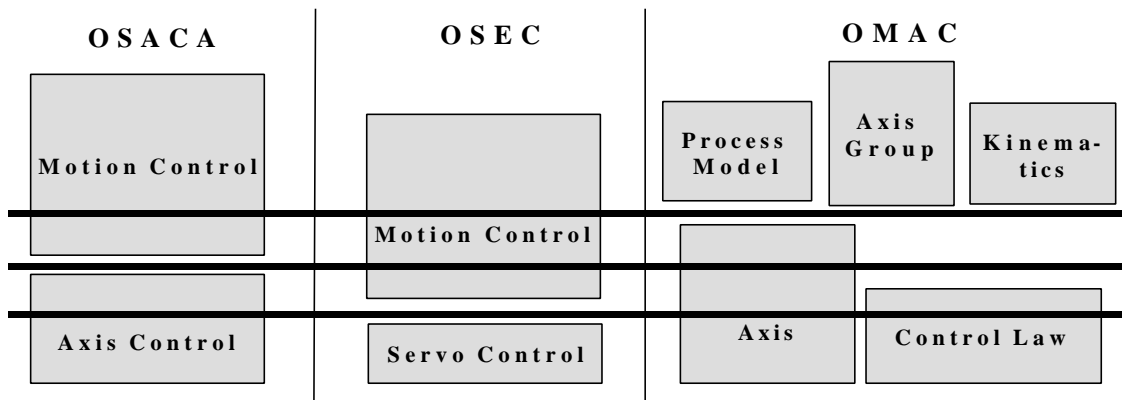 OSACA
Motion Control
Axis Control
OSEC
Motion Control
Servo Control
OMAC
Process
Model
Axis
Group
Kinema-
tics
Axis
Control Law